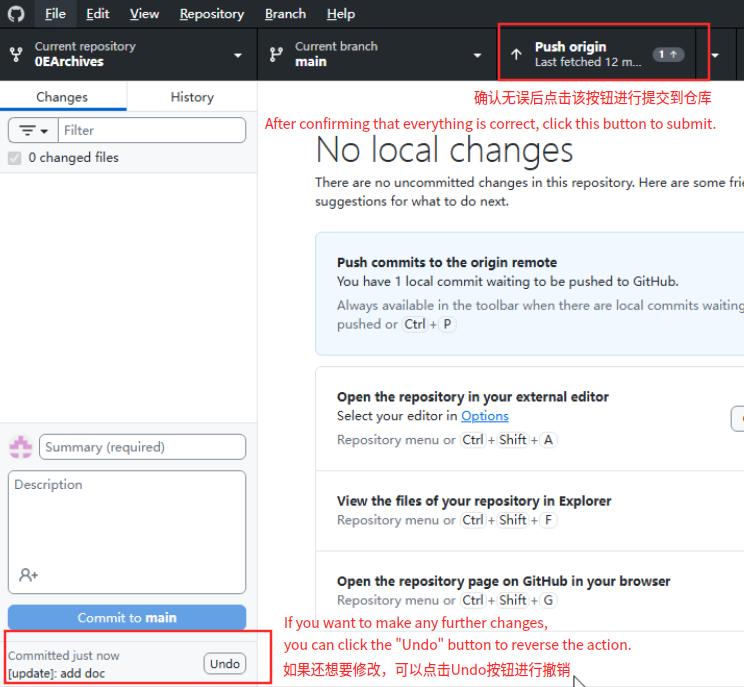 File Edit View Repository Branch Help
Current repository
0EArchives
Current branch
main
Push origin
Last fetched 12 m...
1
Changes
History
确认无误后点击该按钮进行提交到仓库
Filter
After confirming that everything is correct, click this button to submit.
0 changed files
No local changes
There are no uncommitted changes in this repository. Here are some frie
suggestions for what to do next.
Push commits to the origin remote
You have 1 local commit waiting to be pushed to GitHub.
Always available in the toolbar when there are local commits waiting
pushed or Ctrl + P
Open the repository in your external editor
Select your editor in Options
Repository menu or Ctrl + Shift + A
View the files of your repository in Explorer
Repository menu or Ctrl + Shift + F
Open the repository page on GitHub in your browser
Repository menu or Ctrl + Shift + G
Summary (required)
Description
Commit to main
If you want to make any further changes,
you can click the "Undo" button to reverse the action.
如果还想要修改，可以点击Undo按钮进行撤销
Committed just now
[update]: add doc
Undo